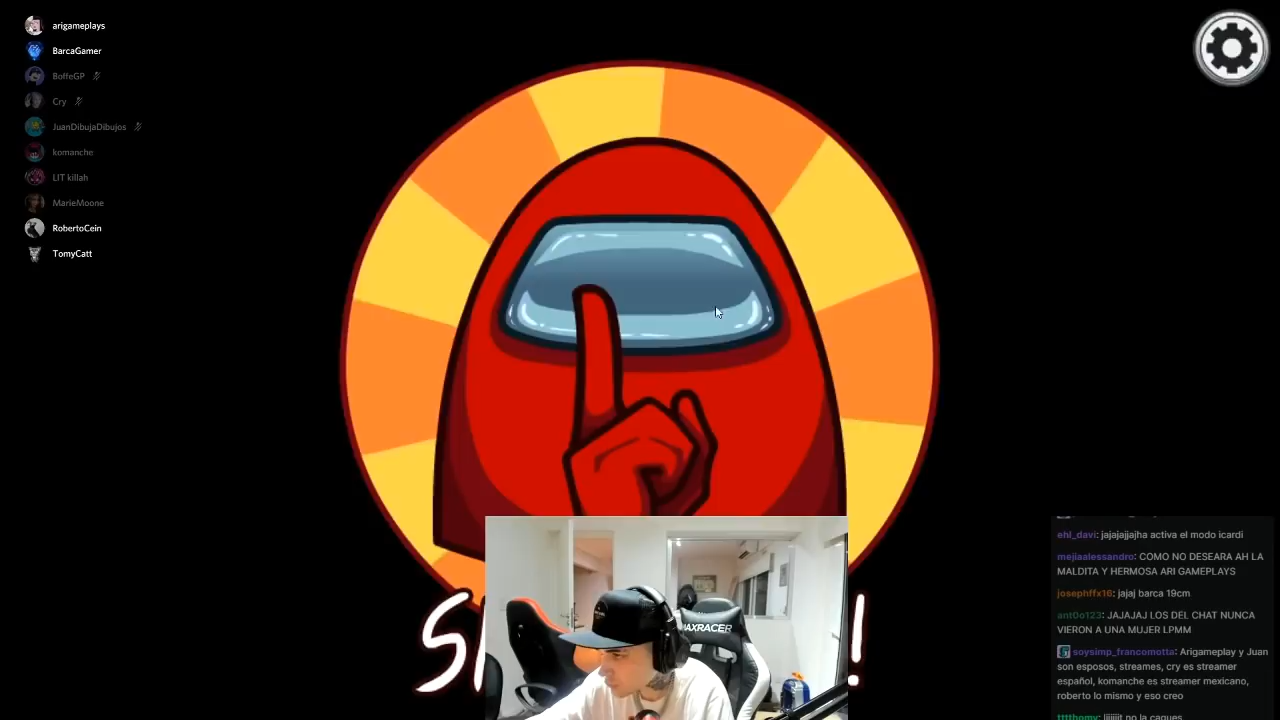 arigameplays
BarcaGamer
BoffeGP
Cry
JuanDibujaDibujos
komanche
LIT killah
MarieMoone
RobertoCein
TomyCatt
ehl_davi: jajajajjajha activa el modo icardi
mejiaalessandro: COMO NO DESEARA AH LA
MALDITA Y HERMOSA ARI GAMEPLAYS
josephffx16: jajaj barca 19cm
ant0o123: JAJAJAJ LOS DEL CHAT NUNCA
VIERON A UNA MUJER LPMM
soysimp_francomotta: Arigameplay y Juan
son esposos, streames, cry es streamer
español, komanche es streamer mexicano,
roberto lo mismo y eso creo
MAXRACER